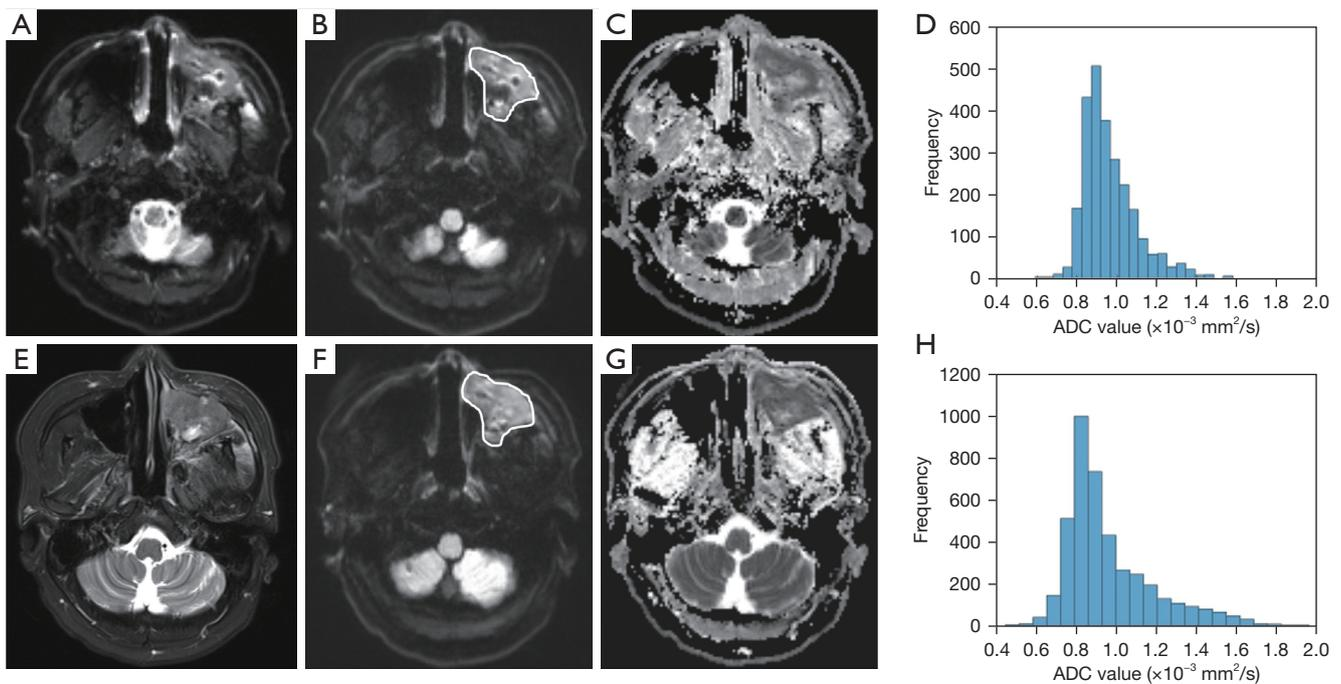 A
B
C
D
600
500
400
300
200
100
0
Frequency
0.4 0.6 0.8 1.0 1.2 1.4 1.6 1.8 2.0
ADC value (×10⁻³ mm²/s)
E
F
G
H
1200
1000
800
600
400
200
0
Frequency
0.4 0.6 0.8 1.0 1.2 1.4 1.6 1.8 2.0
ADC value (×10⁻³ mm²/s)